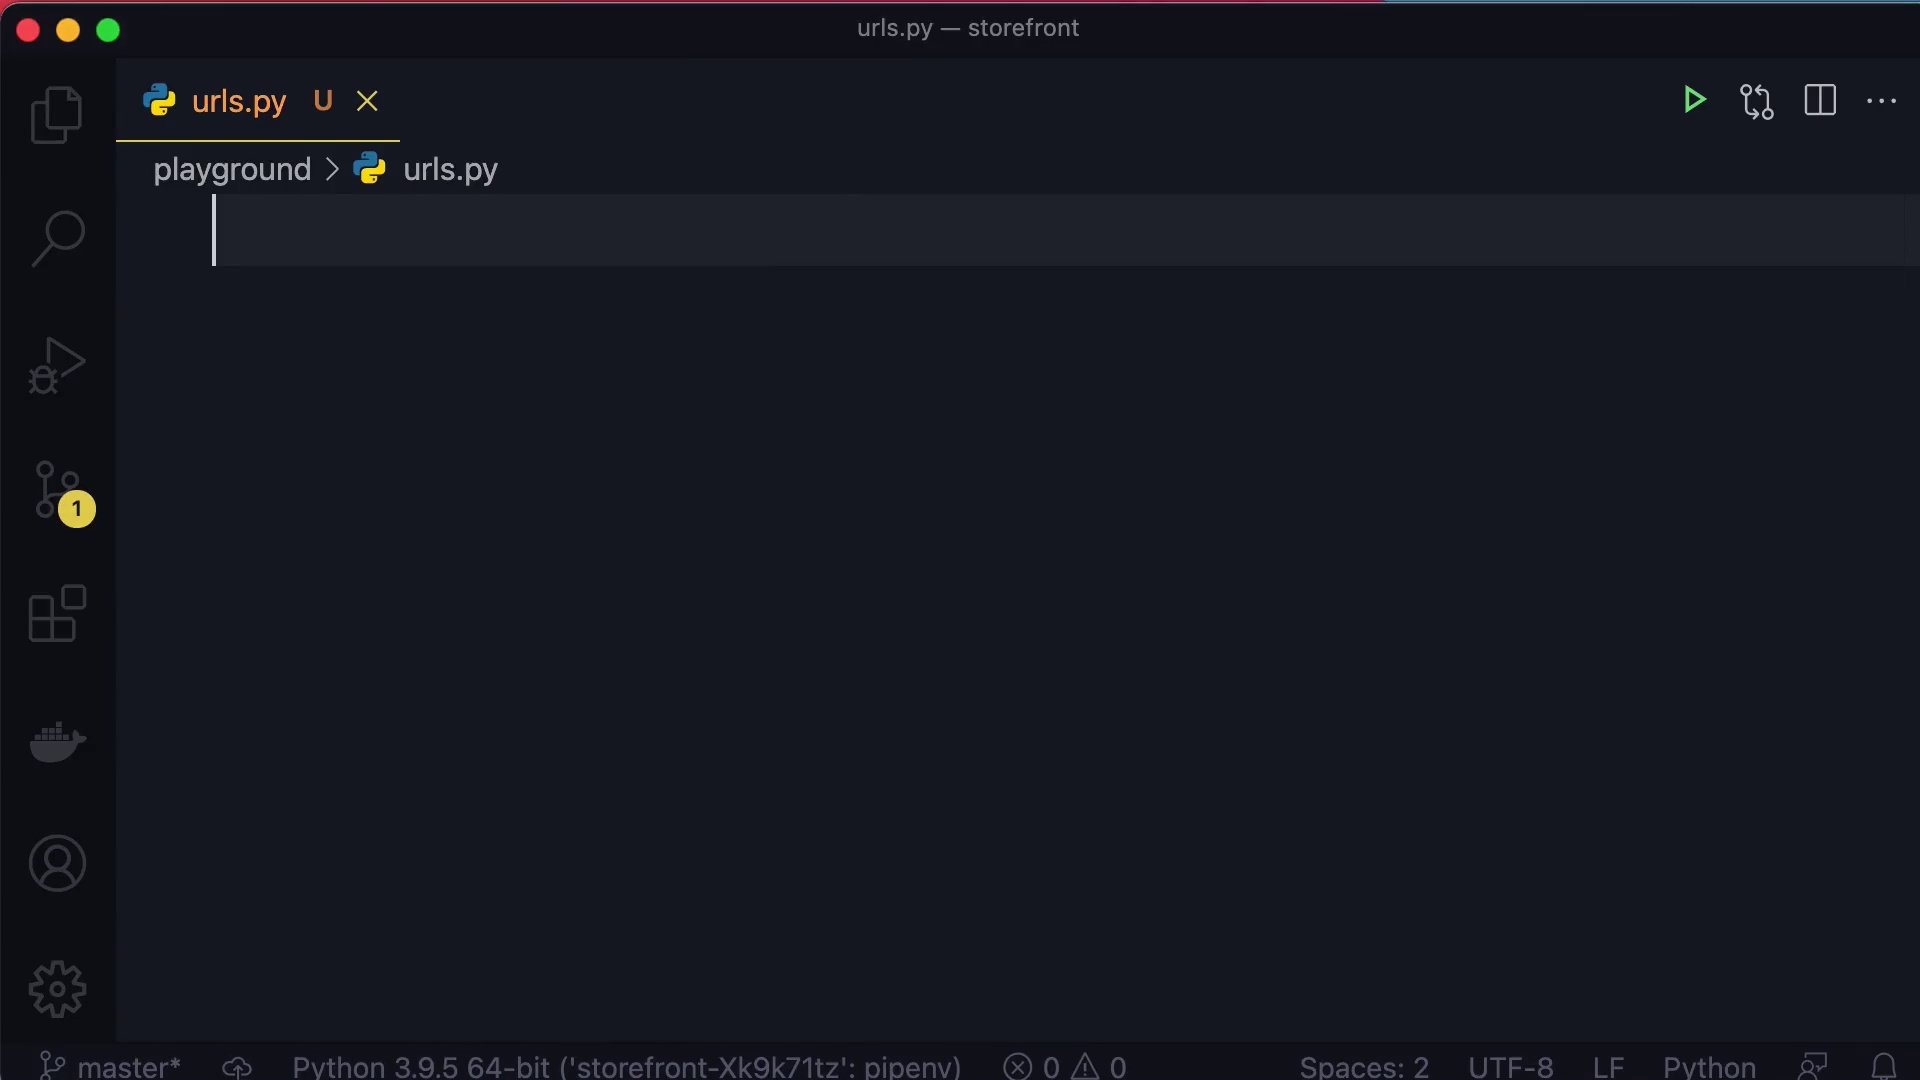 urls.py — storefront
urls.py U
playground > urls.py
1
master* Python 3.9.5 64-bit ('storefront-Xk9k71tz': pipenv) 0 0 Spaces: 2 UTF-8 LF Python